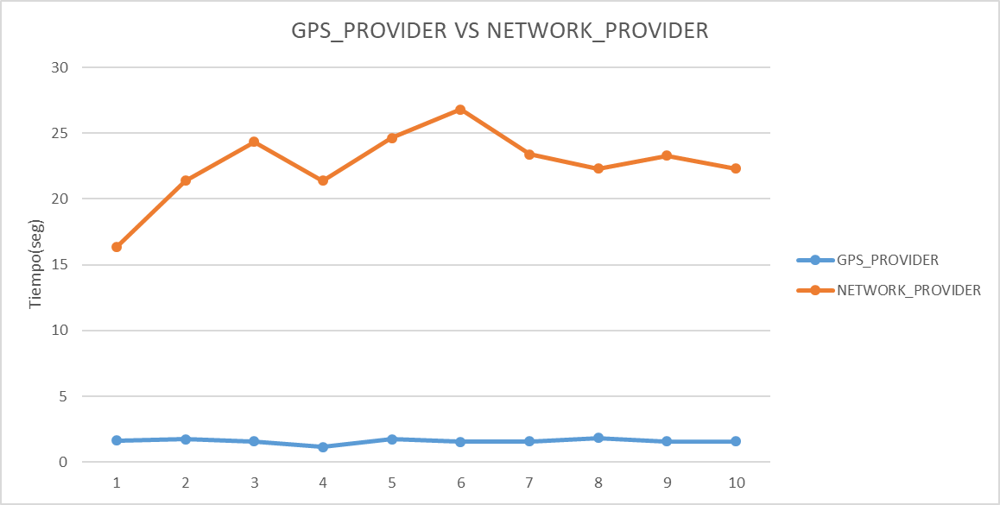 GPS_PROVIDER VS NETWORK_PROVIDER
30
25
20
15
10
5
0
Tiempo(seg)
1 2 3 4 5 6 7 8 9 10
GPS_PROVIDER
NETWORK_PROVIDER